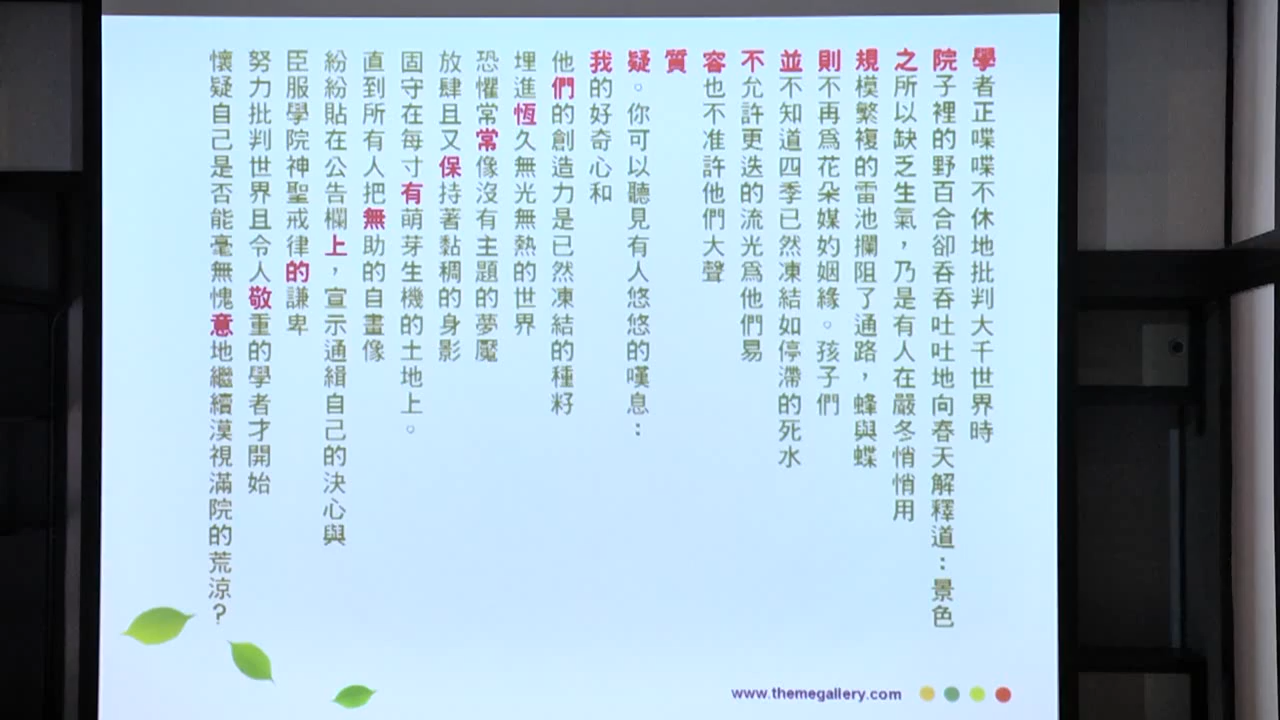 學者正喋喋不休地批判大千世界時
院子裡的野百合卻吞吞吐吐地向春天解釋道：景色
之所以缺乏生氣，乃是有人在嚴冬悄悄用
規模繁複的雷池攔阻了通路，蜂與蝶
則不再為花朵媒妁姻緣。孩子們
並不知道四季已然凍結如停滯的死水
不允許更迭的流光為他們易
容也不准許他們大聲
質
疑。你可以聽見有人悠悠的嘆息：
我的好奇心和
他們的創造力是已然凍結的種籽
埋進恆久無光無熱的世界
恐懼常常像沒有主題的夢魘
放肆且又保持著黏稠的身影
固守在每寸有萌芽生機的土地上。
直到所有人把無助的自畫像
紛紛貼在公告欄上，宣示通緝自己的決心與
臣服學院神聖戒律的謙卑
努力批判世界且令人敬重的學者才開始
懷疑自己是否能毫無愧意地繼續漠視滿院的荒涼？
www.themegallery.com